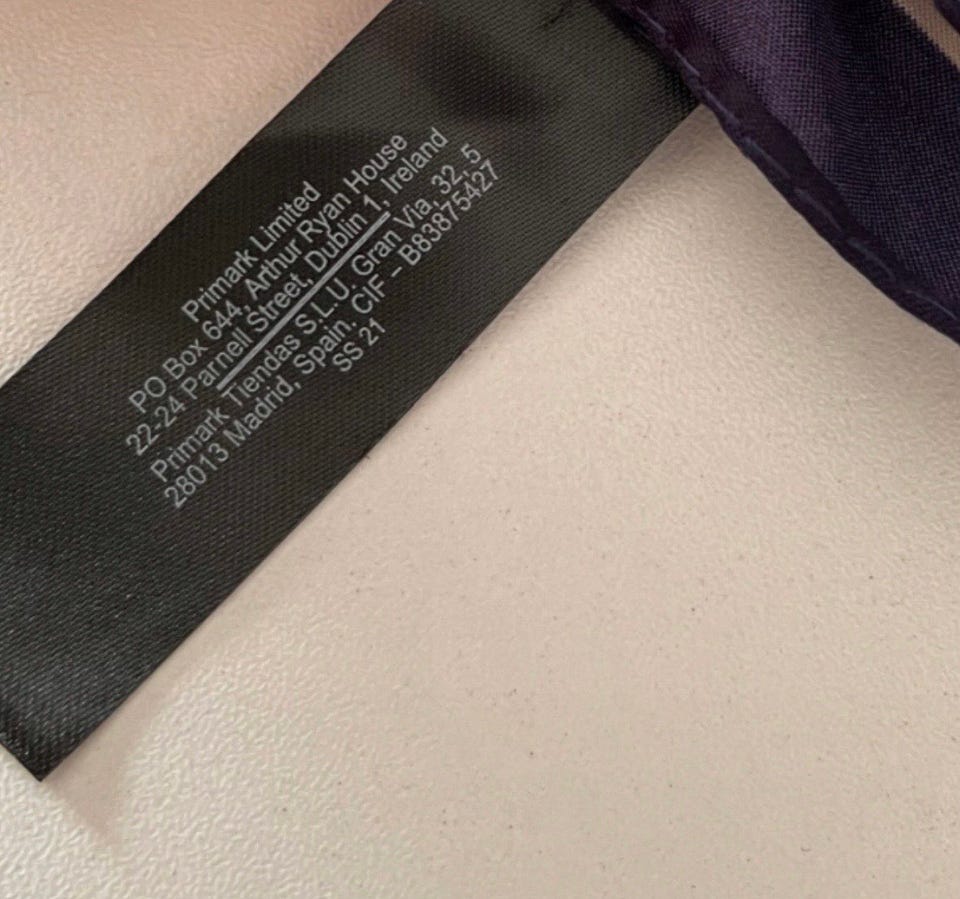 Primark Limited
PO Box 644, Arthur Ryan House
22-24 Parnell Street, Dublin 1, Ireland
Primark Tiendas S.L.U. Gran Via, 32, 5
28013 Madrid, Spain. CIF - B83875427
SS 21